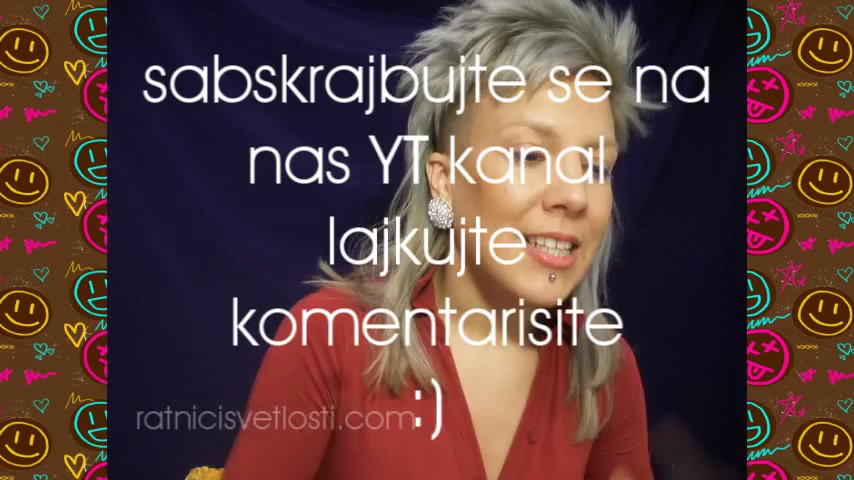 sabskrajbujte se na
nas YT kanal
lajkujte
komentarisite
:)
ratnicisvetlosti.com